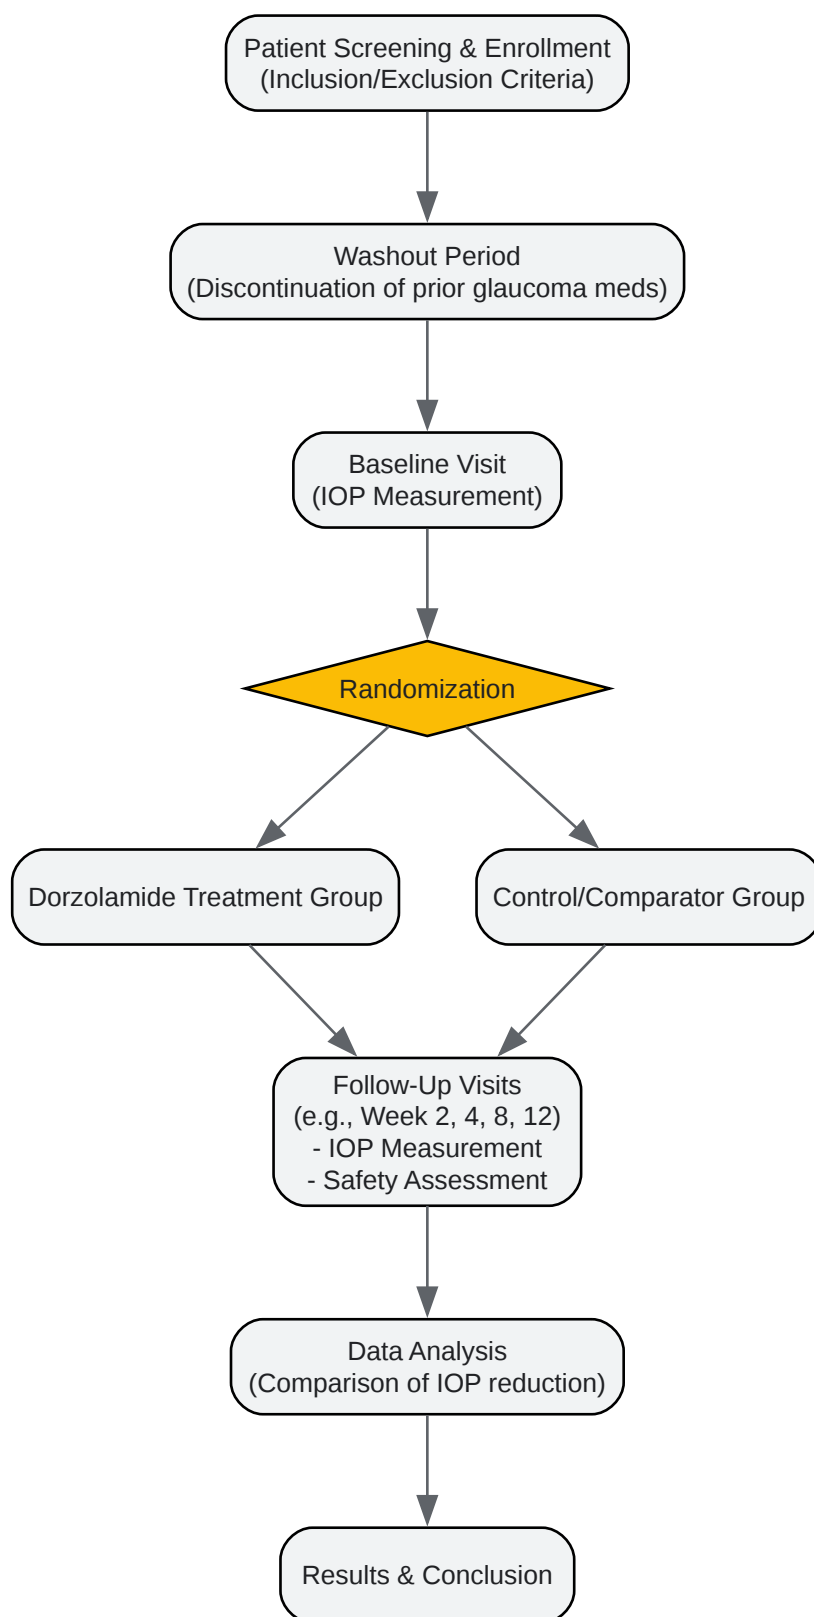 Patient Screening & Enrollment
(Inclusion/Exclusion Criteria)
Washout Period
(Discontinuation of prior glaucoma meds)
Baseline Visit
(IOP Measurement)
Randomization
Dorzolamide Treatment Group
Control/Comparator Group
Follow-Up Visits
(e.g., Week 2, 4, 8, 12)
- IOP Measurement
- Safety Assessment
Data Analysis
(Comparison of IOP reduction)
Results & Conclusion